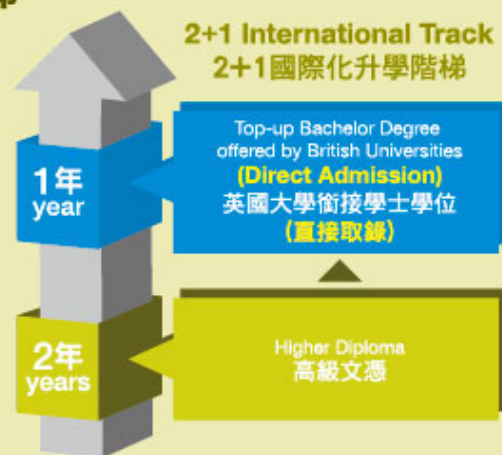 2+1 International Track
2+1國際化升學階梯
1年
year
Top-up Bachelor Degree
offered by British Universities
(Direct Admission)
英國大學銜接學士學位
(直接取錄)
2年
years
Higher Diploma
高級文憑